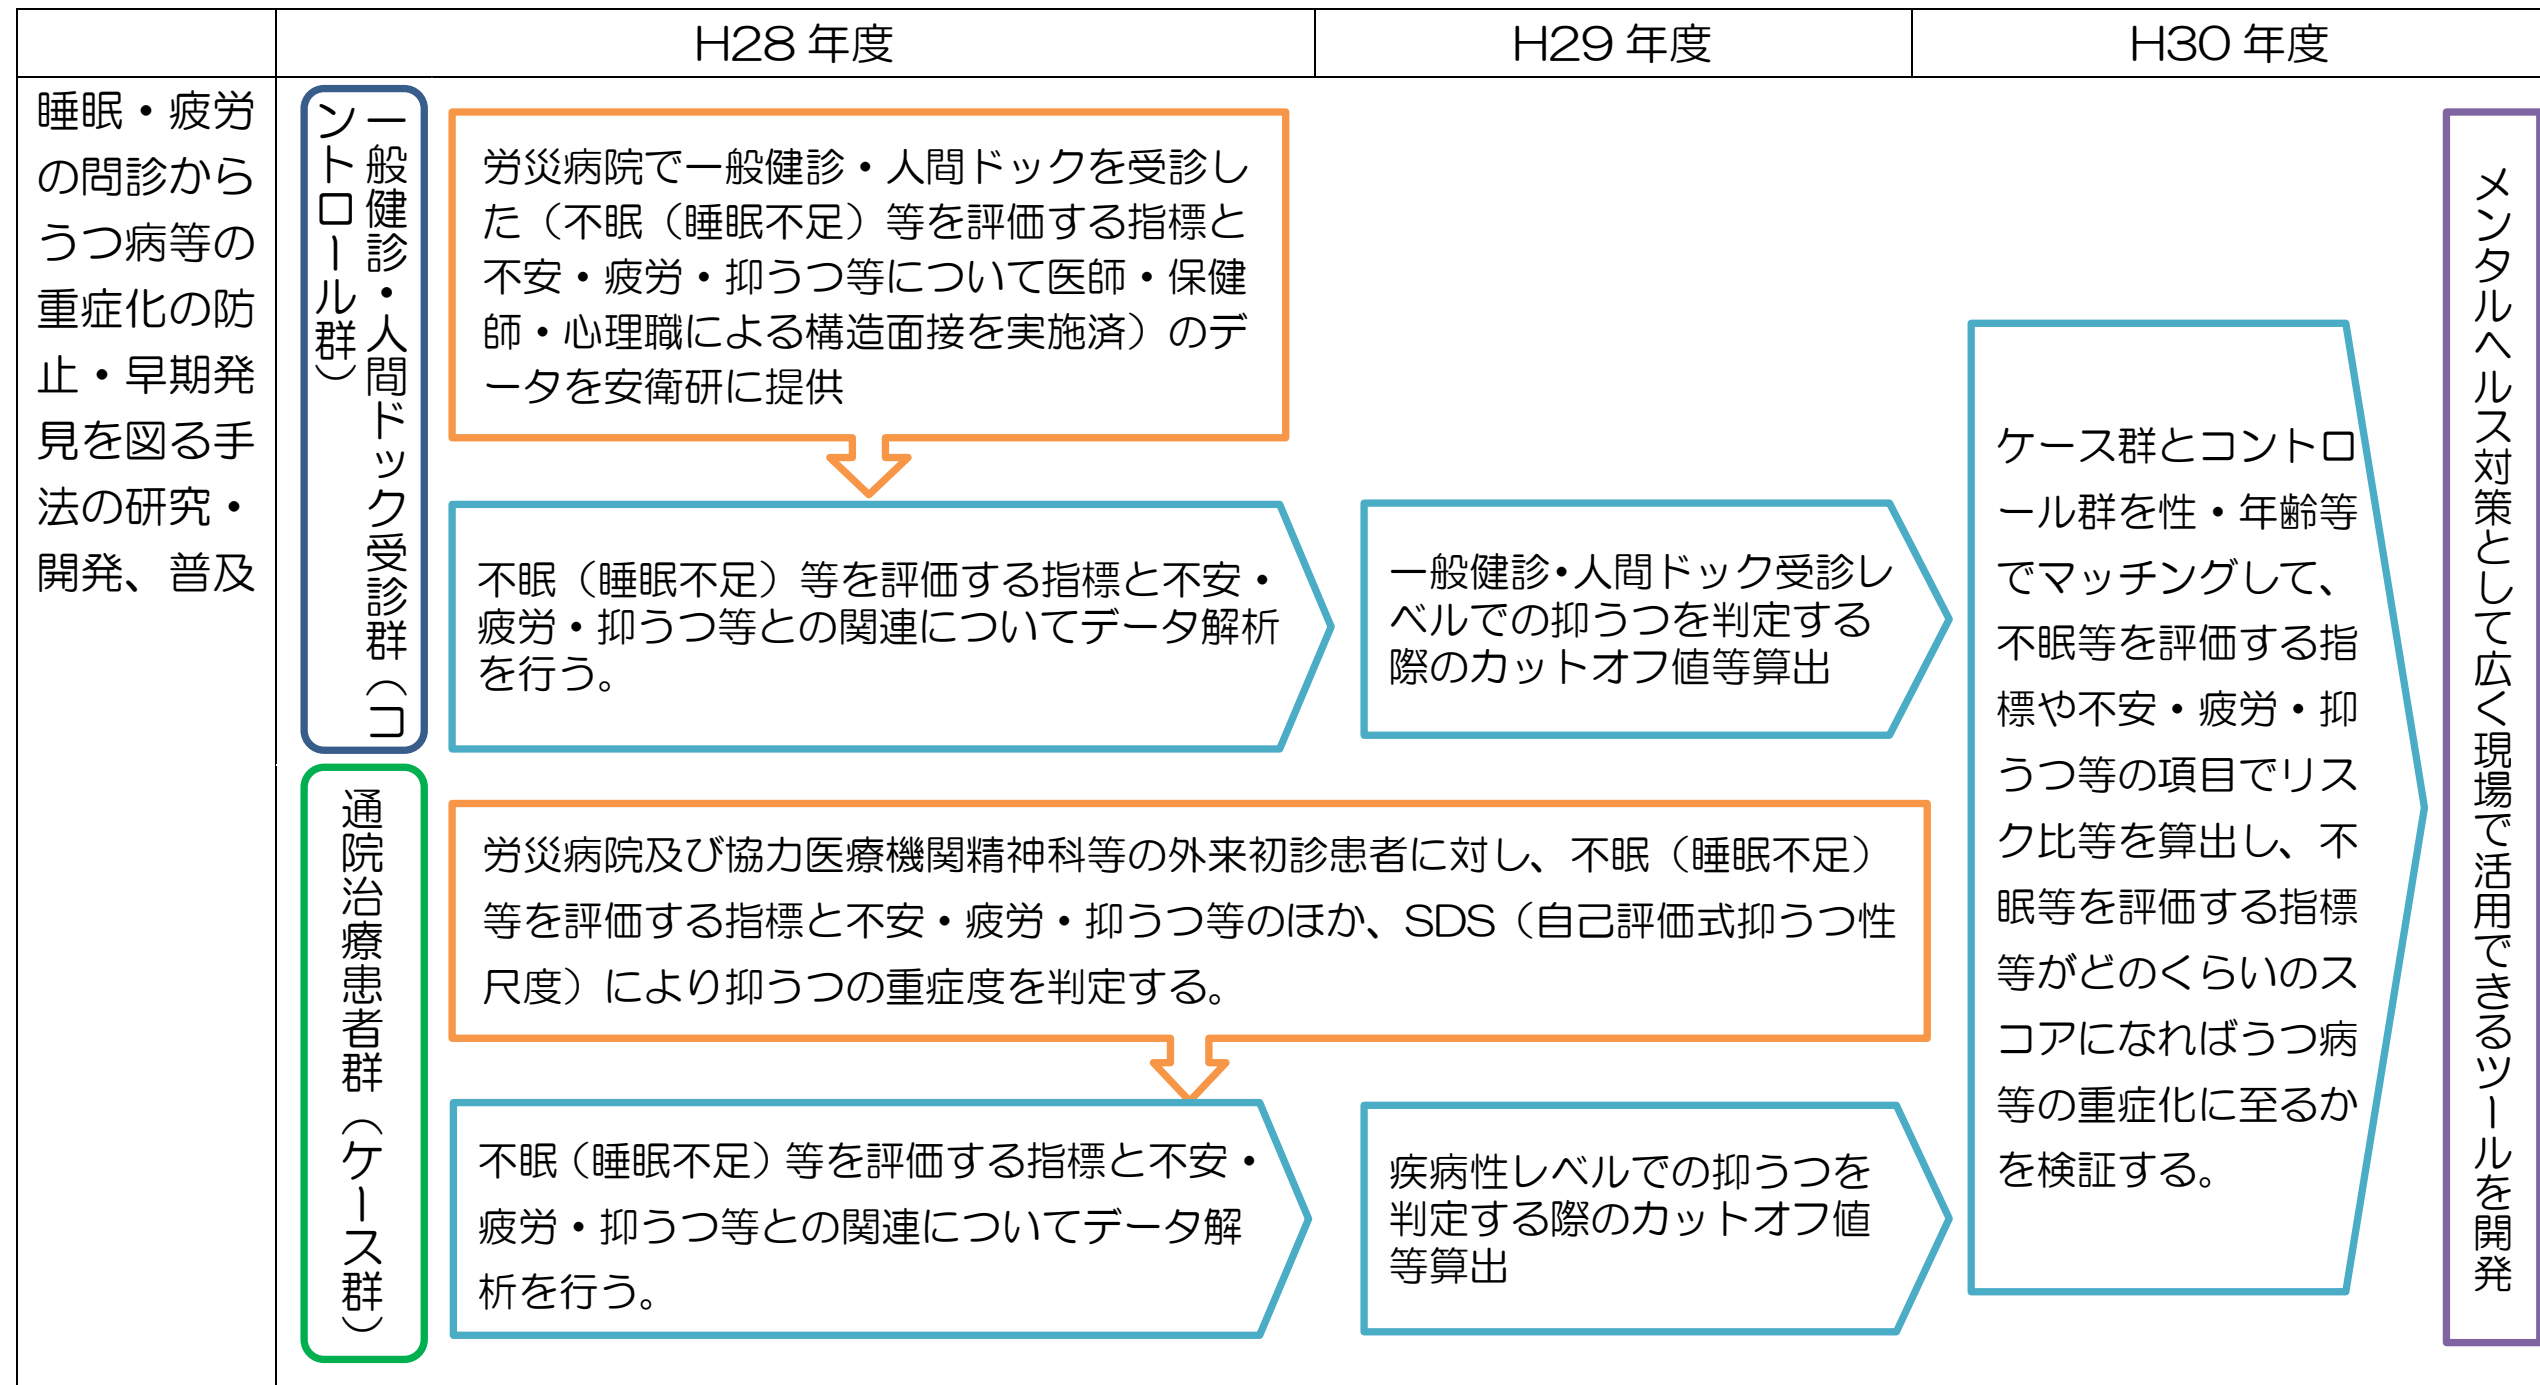 H28 年度
H29 年度
H30 年度
睡眠・疲労
の問診から
うつ病等の
重症化の防
止・早期発
見を図る手
法の研究・
開発、普及
一般健診・人間ドック受診群（コ
ントロール群）
労災病院で一般健診・人間ドックを受診し
た（不眠（睡眠不足）等を評価する指標と
不安・疲労・抑うつ等について医師・保健
師・心理職による構造面接を実施済）のデ
ータを安衛研に提供
不眠（睡眠不足）等を評価する指標と不安・
疲労・抑うつ等との関連についてデータ解析
を行う。
一般健診・人間ドック受診レ
ベルでの抑うつを判定する
際のカットオフ値等算出
通院治療患者群（ケース群）
労災病院及び協力医療機関精神科等の外来初診患者に対し、不眠（睡眠不足）
等を評価する指標と不安・疲労・抑うつ等のほか、SDS（自己評価式抑うつ性
尺度）により抑うつの重症度を判定する。
不眠（睡眠不足）等を評価する指標と不安・
疲労・抑うつ等との関連についてデータ解
析を行う。
疾病性レベルでの抑うつを
判定する際のカットオフ値
等算出
ケース群とコントロ
ール群を性・年齢等
でマッチングして、
不眠等を評価する指
標や不安・疲労・抑
うつ等の項目でリス
ク比等を算出し、不
眠等を評価する指標
等がどのくらいのス
コアになればうつ病
等の重症化に至るか
を検証する。
メンタルヘルス対策として広く現場で活用できるツールを開発